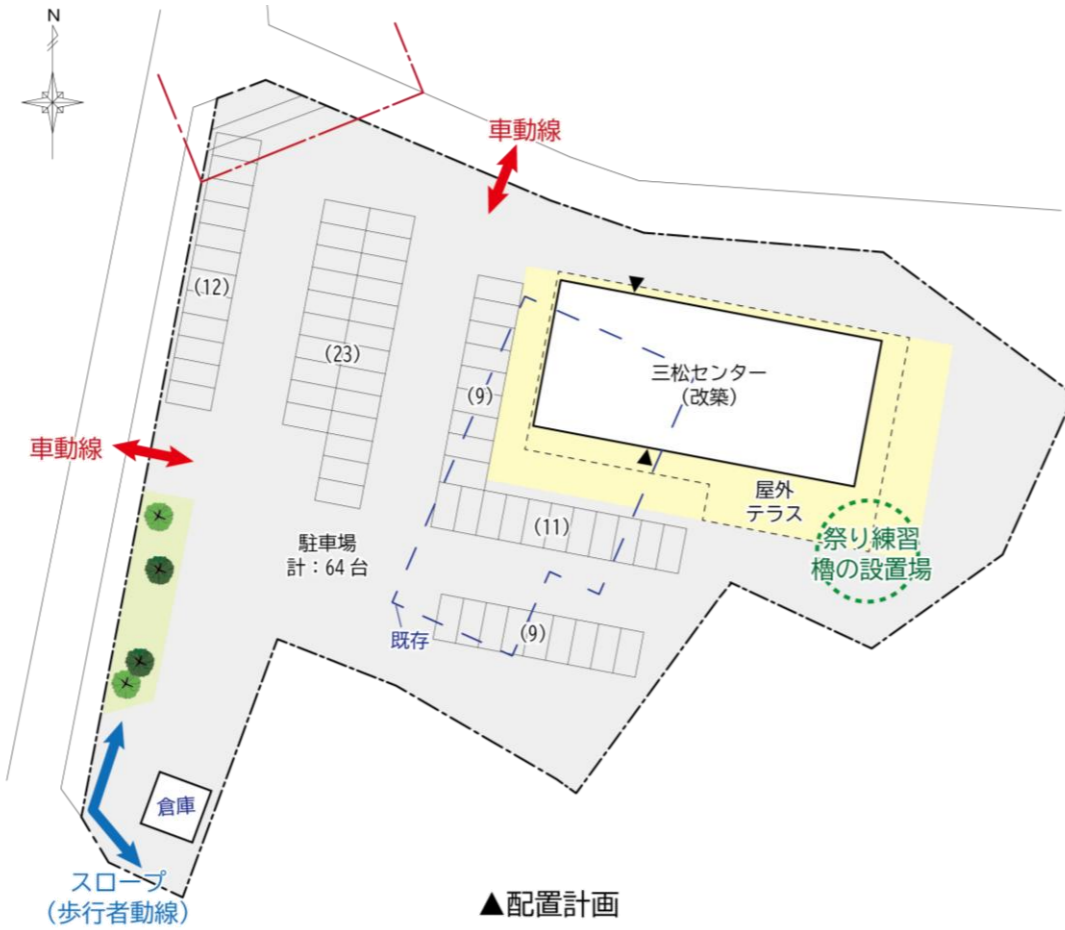 N
車動線
(12)
(23)
(9)
三松センター
(改築)
車動線
屋外
テラス
(11)
祭り練習
櫓の設置場
駐車場
計：64 台
(9)
既存
倉庫
スロープ
(歩行者動線)
▲配置計画